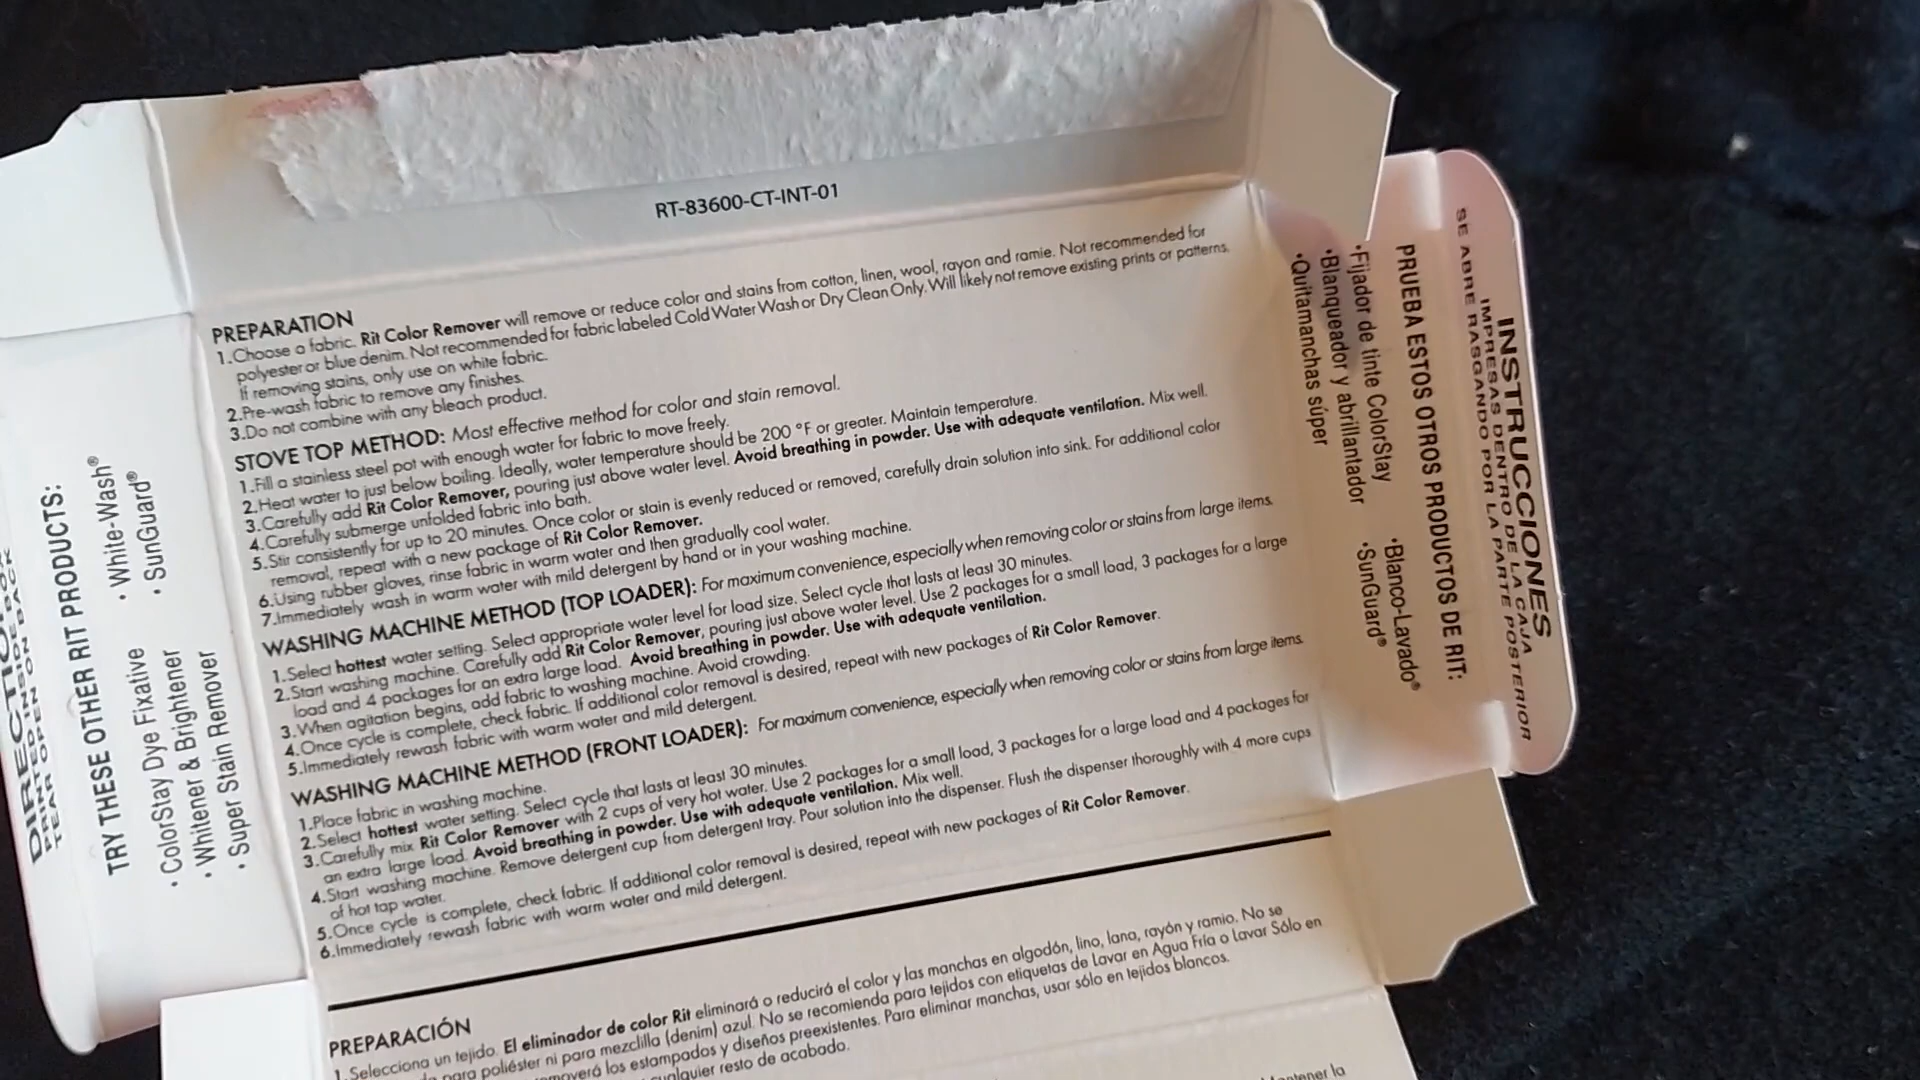 RT-83600-CT-INT-01
PREPARATION
1.Choose a fabric. Rit Color Remover will remove or reduce color and stains from cotton, linen, wool, rayon and ramie. Not recommended for
polyester or blue denim. Not recommended for fabric labeled Cold Water Wash or Dry Clean Only. Will likely not remove existing prints or patterns.
If removing stains, only use on white fabric.
2.Pre-wash fabric to remove any finishes.
3.Do not combine with any bleach product.
STOVE TOP METHOD: Most effective method for color and stain removal.
1.Fill a stainless steel pot with enough water for fabric to move freely.
2.Heat water to just below boiling. Ideally, water temperature should be 200 °F or greater. Maintain temperature.
3.Carefully add Rit Color Remover, pouring just above water level. Avoid breathing in powder. Use with adequate ventilation. Mix well.
4.Carefully submerge unfolded fabric into bath.
5.Stir consistently for up to 20 minutes. Once color or stain is evenly reduced or removed, carefully drain solution into sink. For additional color
removal, repeat with a new package of Rit Color Remover.
6.Using rubber gloves, rinse fabric in warm water and then gradually cool water.
7.Immediately wash in warm water with mild detergent by hand or in your washing machine.
WASHING MACHINE METHOD (TOP LOADER): For maximum convenience, especially when removing color or stains from large items.
1.Select hottest water setting. Select appropriate water level for load size. Select cycle that lasts at least 30 minutes.
2.Start washing machine. Carefully add Rit Color Remover, pouring just above water level. Use 2 packages for a small load, 3 packages for a large
load and 4 packages for an extra large load. Avoid breathing in powder. Use with adequate ventilation.
3.When agitation begins, add fabric to washing machine. Avoid crowding.
4.Once cycle is complete, check fabric. If additional color removal is desired, repeat with new packages of Rit Color Remover.
5.Immediately rewash fabric with warm water and mild detergent.
WASHING MACHINE METHOD (FRONT LOADER): For maximum convenience, especially when removing color or stains from large items.
1.Place fabric in washing machine.
2.Select hottest water setting. Select cycle that lasts at least 30 minutes.
3.Carefully mix Rit Color Remover with 2 cups of very hot water. Use 2 packages for a small load, 3 packages for a large load and 4 packages for
an extra large load. Avoid breathing in powder. Use with adequate ventilation. Mix well.
4.Start washing machine. Remove detergent cup from detergent tray. Pour solution into the dispenser. Flush the dispenser thoroughly with 4 more cups
of hot tap water.
5.Once cycle is complete, check fabric. If additional color removal is desired, repeat with new packages of Rit Color Remover.
6.Immediately rewash fabric with warm water and mild detergent.
PREPARACIÓN
1.Selecciona un tejido. El eliminador de color Rit eliminará o reducirá el color y las manchas en algodón, lino, lana, rayón y ramio. No se
para poliéster ni para mezclilla (denim) azul. No se recomienda para tejidos con etiquetas de Lavar en Agua Fría o Lavar Sólo en
los estampados y diseños preexistentes. Para eliminar manchas, usar sólo en tejidos blancos.
cualquier resto de acabado.
la
PRINTED INSIDE BOX
TEAR OPEN ON BACK
TRY THESE OTHER RIT PRODUCTS:
• ColorStay Dye Fixative • White-Wash®
• Whitener & Brightener • SunGuard®
• Super Stain Remover
INSTRUCCIONES
IMPRESAS DENTRO DE LA CAJA
SE ABRE RASGANDO POR LA PARTE POSTERIOR
PRUEBA ESTOS OTROS PRODUCTOS DE RIT:
•Fijador de tinte ColorStay •Blanco-Lavado®
•Blanqueador y abrillantador •SunGuard®
•Quitamanchas súper